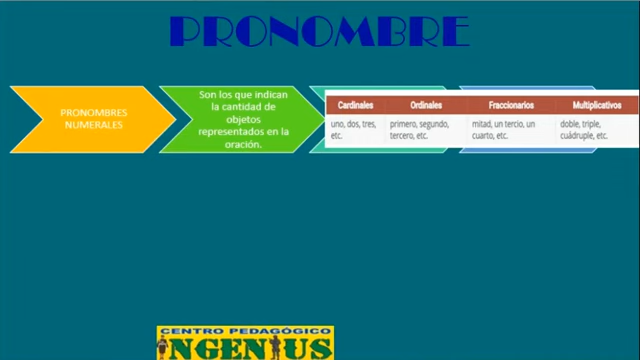 PRONOMBRE
PRONOMBRES
NUMERALES
Son los que indican
la cantidad de
objetos
representados en la
oración.
Cardinales Ordinales Fraccionarios Multiplicativos
uno, dos, tres, primero, segundo, mitad, un tercio, un doble, triple,
etc. tercero, etc. cuarto, etc. cuádruple, etc.
CENTRO PEDAGÓGICO
INGENIUS